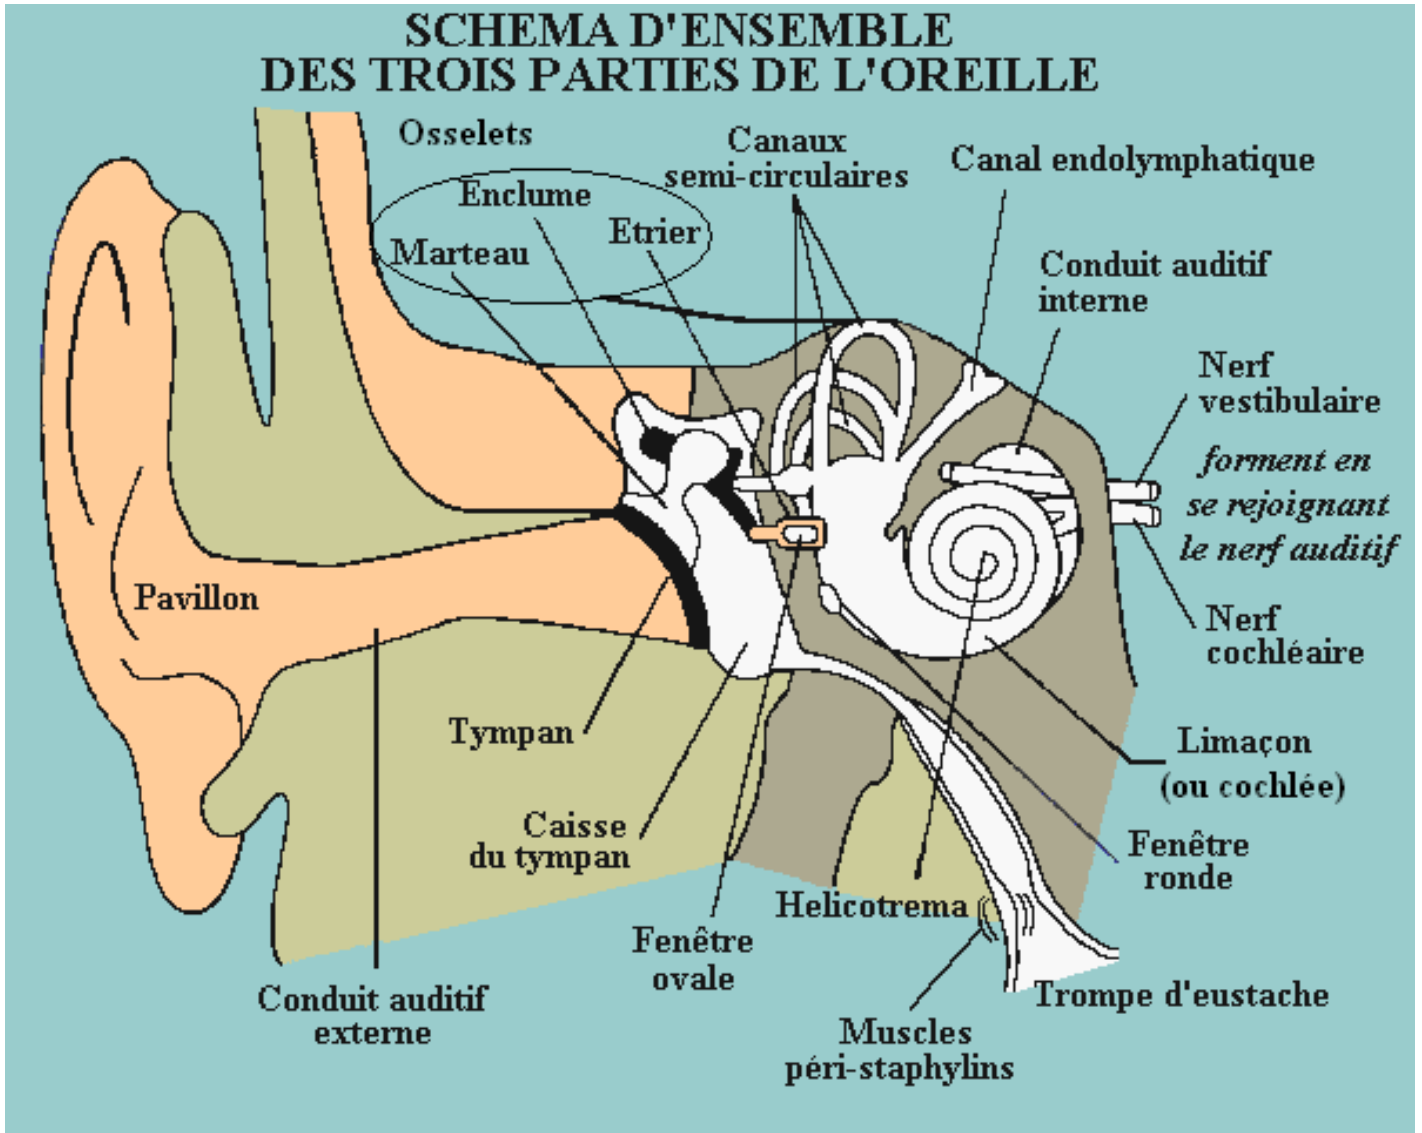 SCHEMA D'ENSEMBLE
DES TROIS PARTIES DE L'OREILLE
Osselets
Enclume
Etrier
Marteau
Canaux
semi-circulaires
Canal endolymphatique
Conduit auditif
interne
Nerf
vestibulaire
forment en
se rejoignant
le nerf auditif
Nerf
cochléaire
Pavillon
Tympan
Limaçon
(ou cochlée)
Caisse
du tympan
Fenêtre
ronde
Helicotrema
Fenêtre
ovale
Conduit auditif
externe
Trompe d'eustache
Muscles
péri-staphylins